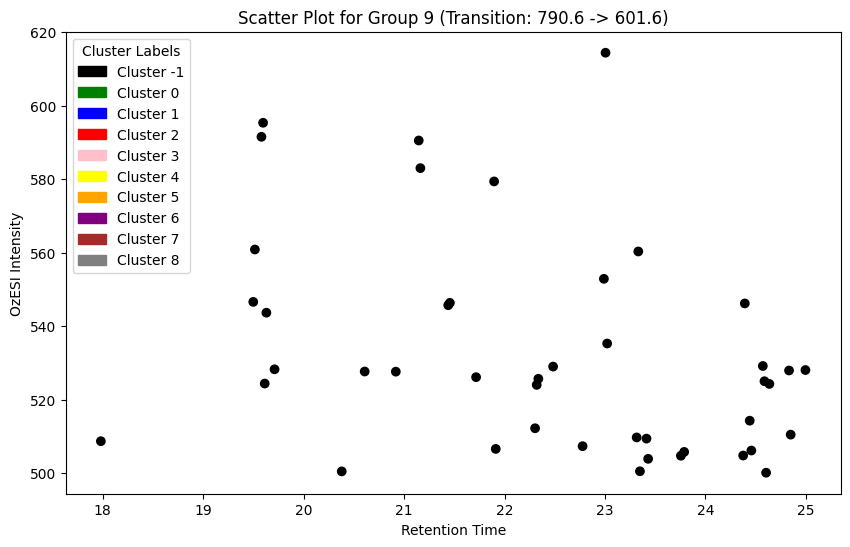 Scatter Plot for Group 9 (Transition: 790.6 -> 601.6)
Cluster Labels
Cluster -1
Cluster 0
Cluster 1
Cluster 2
Cluster 3
Cluster 4
Cluster 5
Cluster 6
Cluster 7
Cluster 8
OzESI Intensity
620
600
580
560
540
520
500
18 19 20 21 22 23 24 25
Retention Time